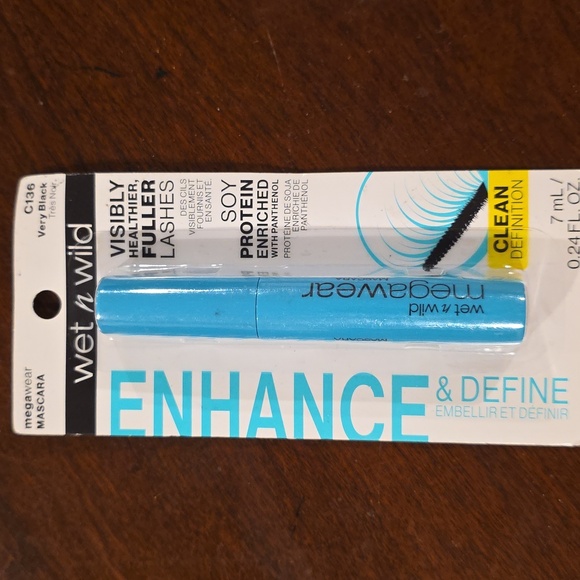 C136
Very Black
Très Noir
megawear
MASCARA
wet n wild
VISIBLY
HEALTHIER,
FULLER
LASHES
DES CILS
VISIBLEMENT
FOURNIS ET
EN SANTÉ.
SOY
PROTEIN
ENRICHED
WITH PANTHENOL
PROTÉINE DE SOJA
ENRICHIE DE
PANTHÉNOL.
CLEAN
DEFINITION
7 mL /
0.24 FL. OZ.
wet n wild
megawear
MASCARA
ENHANCE
& DEFINE
EMBELLIR ET DÉFINIR